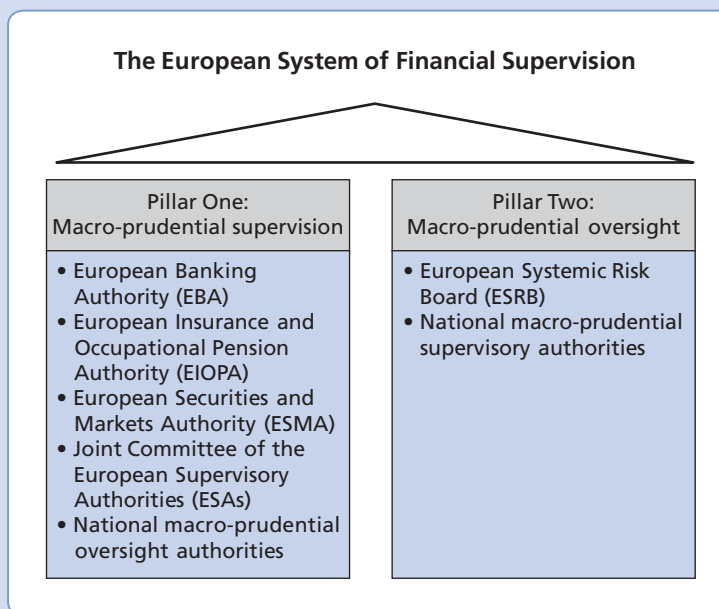 The European System of Financial Supervision
Pillar One:
Macro-prudential supervision
• European Banking
Authority (EBA)
• European Insurance and
Occupational Pension
Authority (EIOPA)
• European Securities and
Markets Authority (ESMA)
• Joint Committee of the
European Supervisory
Authorities (ESAs)
• National macro-prudential
oversight authorities
Pillar Two:
Macro-prudential oversight
• European Systemic Risk
Board (ESRB)
• National macro-prudential
supervisory authorities